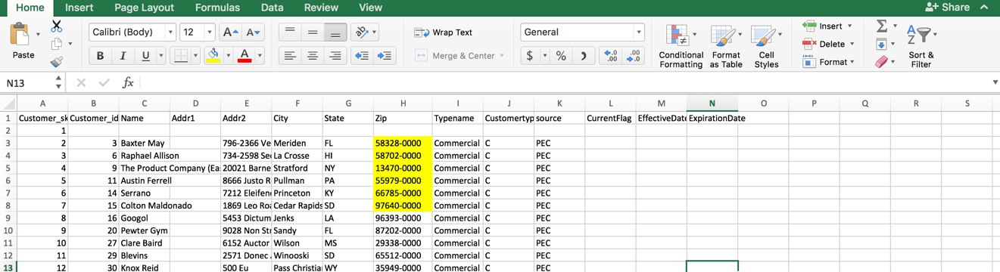 Home Insert Page Layout Formulas Data Review View Share
Calibri (Body) 12 A A Wrap Text General Insert
Paste B I U A Merge & Center $ % Conditional Formatting Format as Table Cell Styles Delete Format Sort & Filter
N13 fx
A B C D E F G H I J K L M N O P Q R S
1 Customer_sk Customer_id Name Addr1 Addr2 City State Zip Typename Customertyp source CurrentFlag EffectiveDate ExpirationDate
2 1
3 2 3 Baxter May 796-2366 Ve Meriden FL 58328-0000 Commercial C PEC
4 3 6 Raphael Allison 734-2598 Sec La Crosse HI 58702-0000 Commercial C PEC
5 4 9 The Product Company (Eas 20021 Barne Stratford NY 13470-0000 Commercial C PEC
6 5 11 Austin Ferrell 8666 Justo R Pullman PA 55979-0000 Commercial C PEC
7 6 14 Serrano 7212 Eleifen Princeton KY 66785-0000 Commercial C PEC
8 7 15 Colton Maldonado 1869 Leo Roa Cedar Rapids SD 97640-0000 Commercial C PEC
9 8 16 Googol 5453 Dictum Jenks LA 96393-0000 Commercial C PEC
10 9 20 Pewter Gym 9028 Non Str Sandy FL 87202-0000 Commercial C PEC
11 10 27 Clare Baird 6152 Auctor Wilson MS 29338-0000 Commercial C PEC
12 11 29 Blevins 2571 Donec Winooski SD 65512-0000 Commercial C PEC
13 12 30 Knox Reid 500 Eu Pass Christia WY 35949-0000 Commercial C PEC